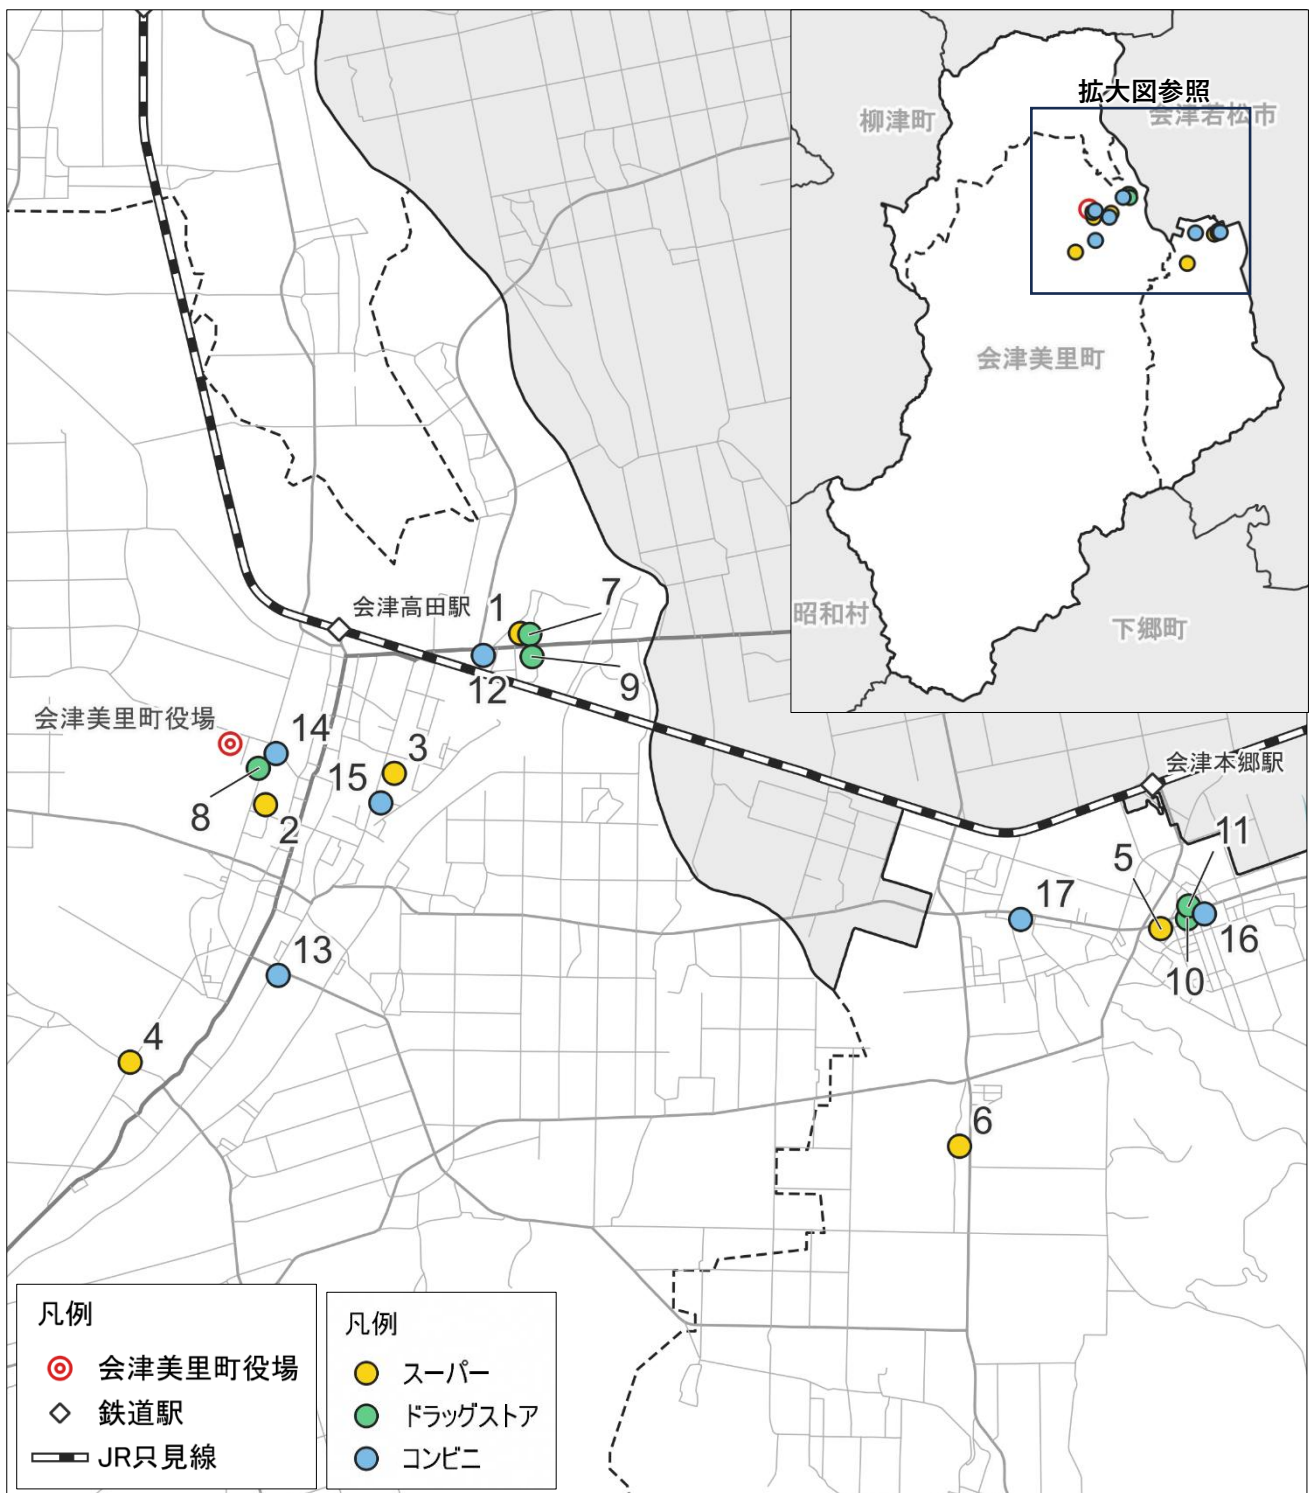 拡大図参照
柳津町
会津若松市
会津美里町
昭和村
下郷町
会津高田駅
1
7
12
9
会津美里町役場
14
3
15
8
2
会津本郷駅
11
5
17
16
10
13
4
6
凡例
会津美里町役場
鉄道駅
JR只見線
凡例
スーパー
ドラッグストア
コンビニ